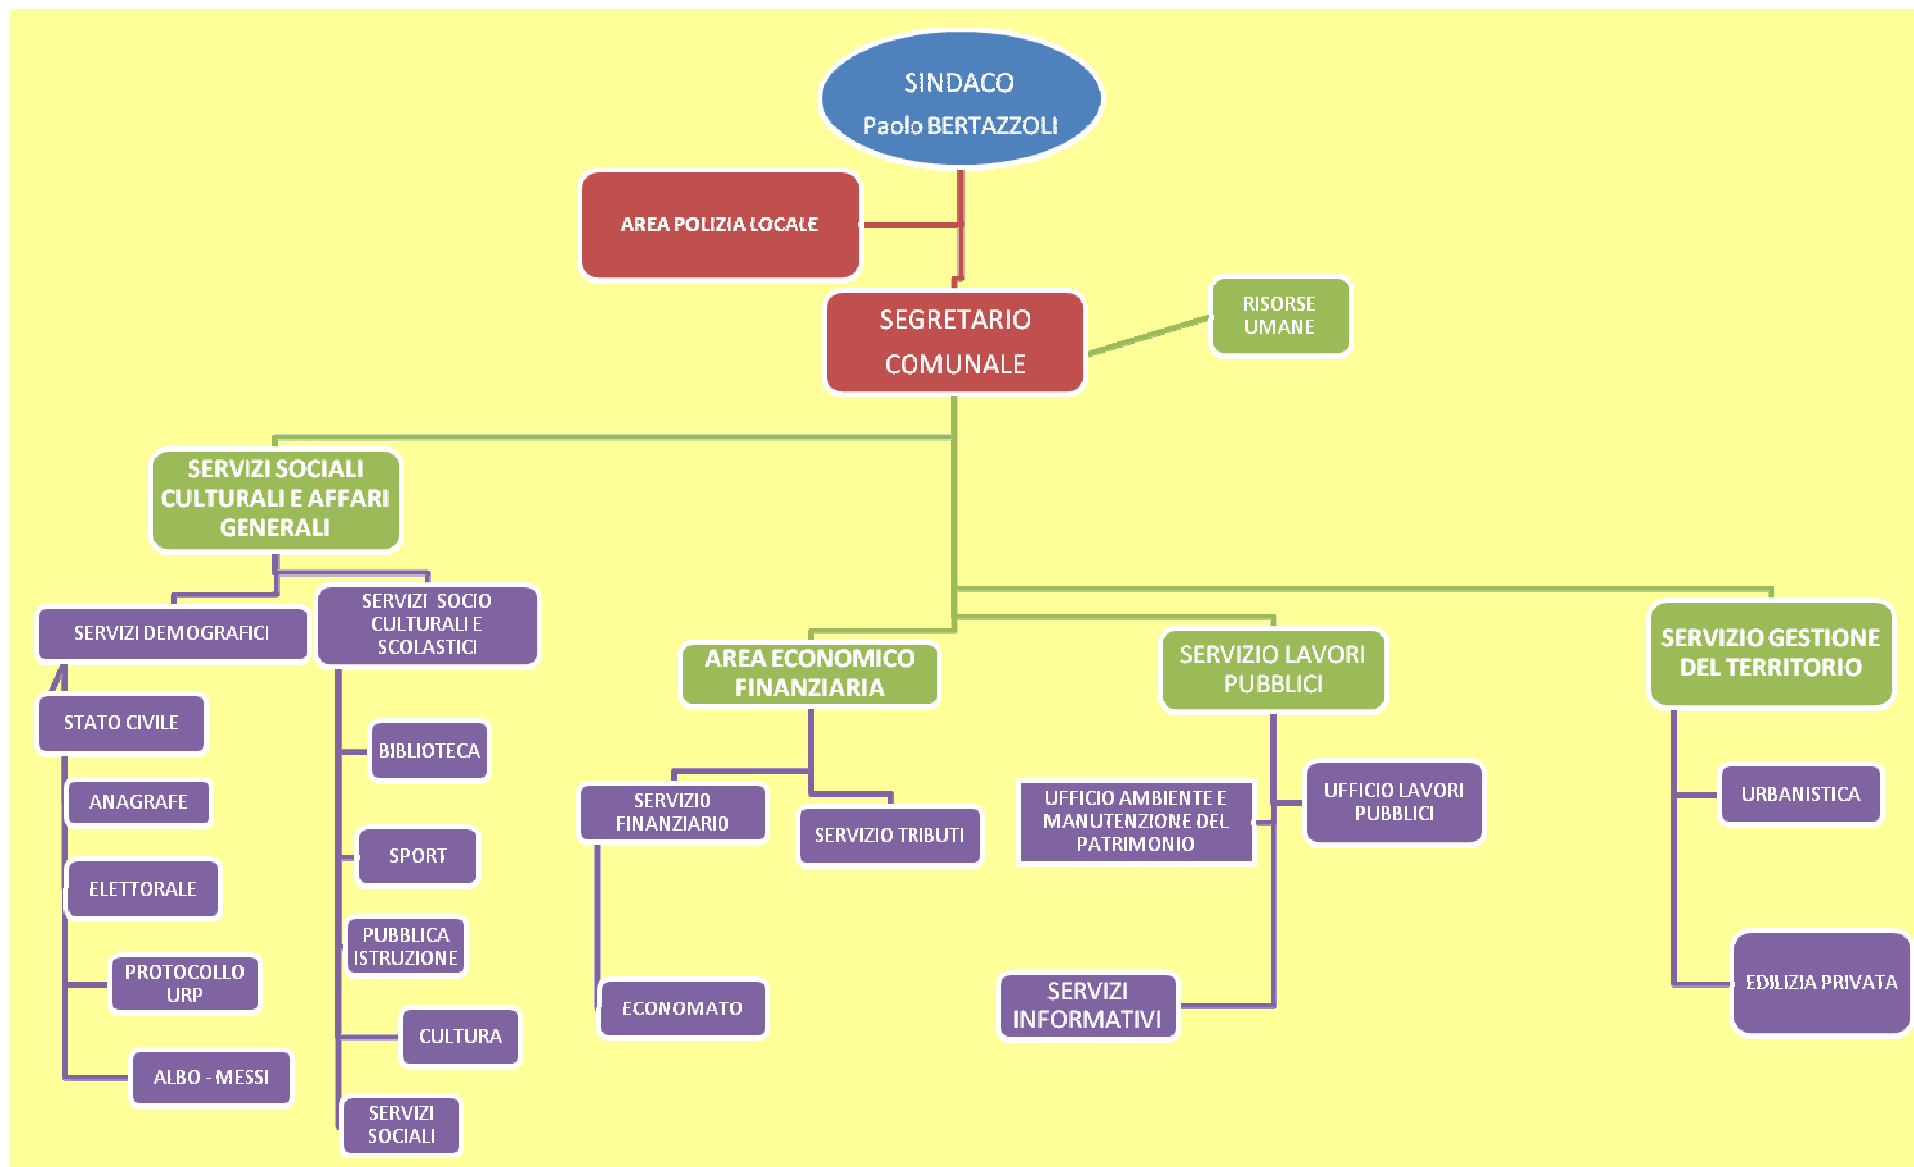 SINDACO
Paolo BERTAZZOLI
AREA POLIZIA LOCALE
SEGRETARIO
COMUNALE
RISORSE
UMANE
SERVIZI SOCIALI
CULTURALI E AFFARI
GENERALI
SERVIZI DEMOGRAFICI
STATO CIVILE
ANAGRAFE
ELETTORALE
PROTOCOLLO
URP
ALBO - MESSI
SERVIZI SOCIO
CULTURALI E
SCOLASTICI
BIBLIOTECA
SPORT
PUBBLICA
ISTRUZIONE
CULTURA
SERVIZI
SOCIALI
AREA ECONOMICO
FINANZIARIA
SERVIZIO
FINANZIARIO
SERVIZIO TRIBUTI
ECONOMATO
SERVIZIO LAVORI
PUBBLICI
UFFICIO AMBIENTE E
MANUTENZIONE DEL
PATRIMONIO
UFFICIO LAVORI
PUBBLICI
SERVIZI
INFORMATIVI
SERVIZIO GESTIONE
DEL TERRITORIO
URBANISTICA
EDILIZIA PRIVATA